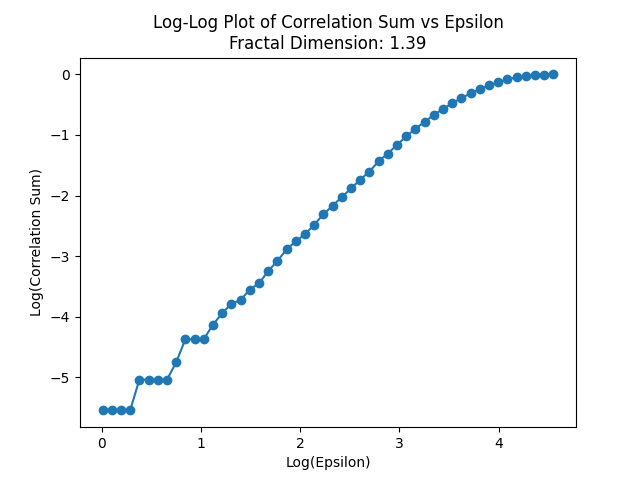 Log-Log Plot of Correlation Sum vs Epsilon
Fractal Dimension: 1.39
0
−1
−2
−3
−4
−5
Log(Correlation Sum)
0 1 2 3 4
Log(Epsilon)